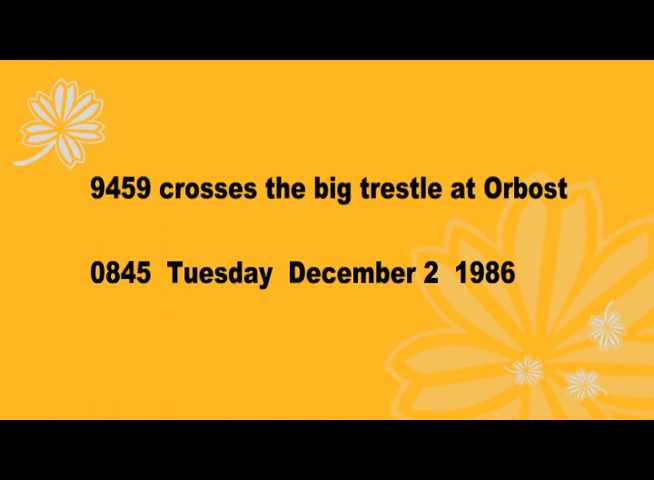 9459 crosses the big trestle at Orbost
0845 Tuesday December 2 1986